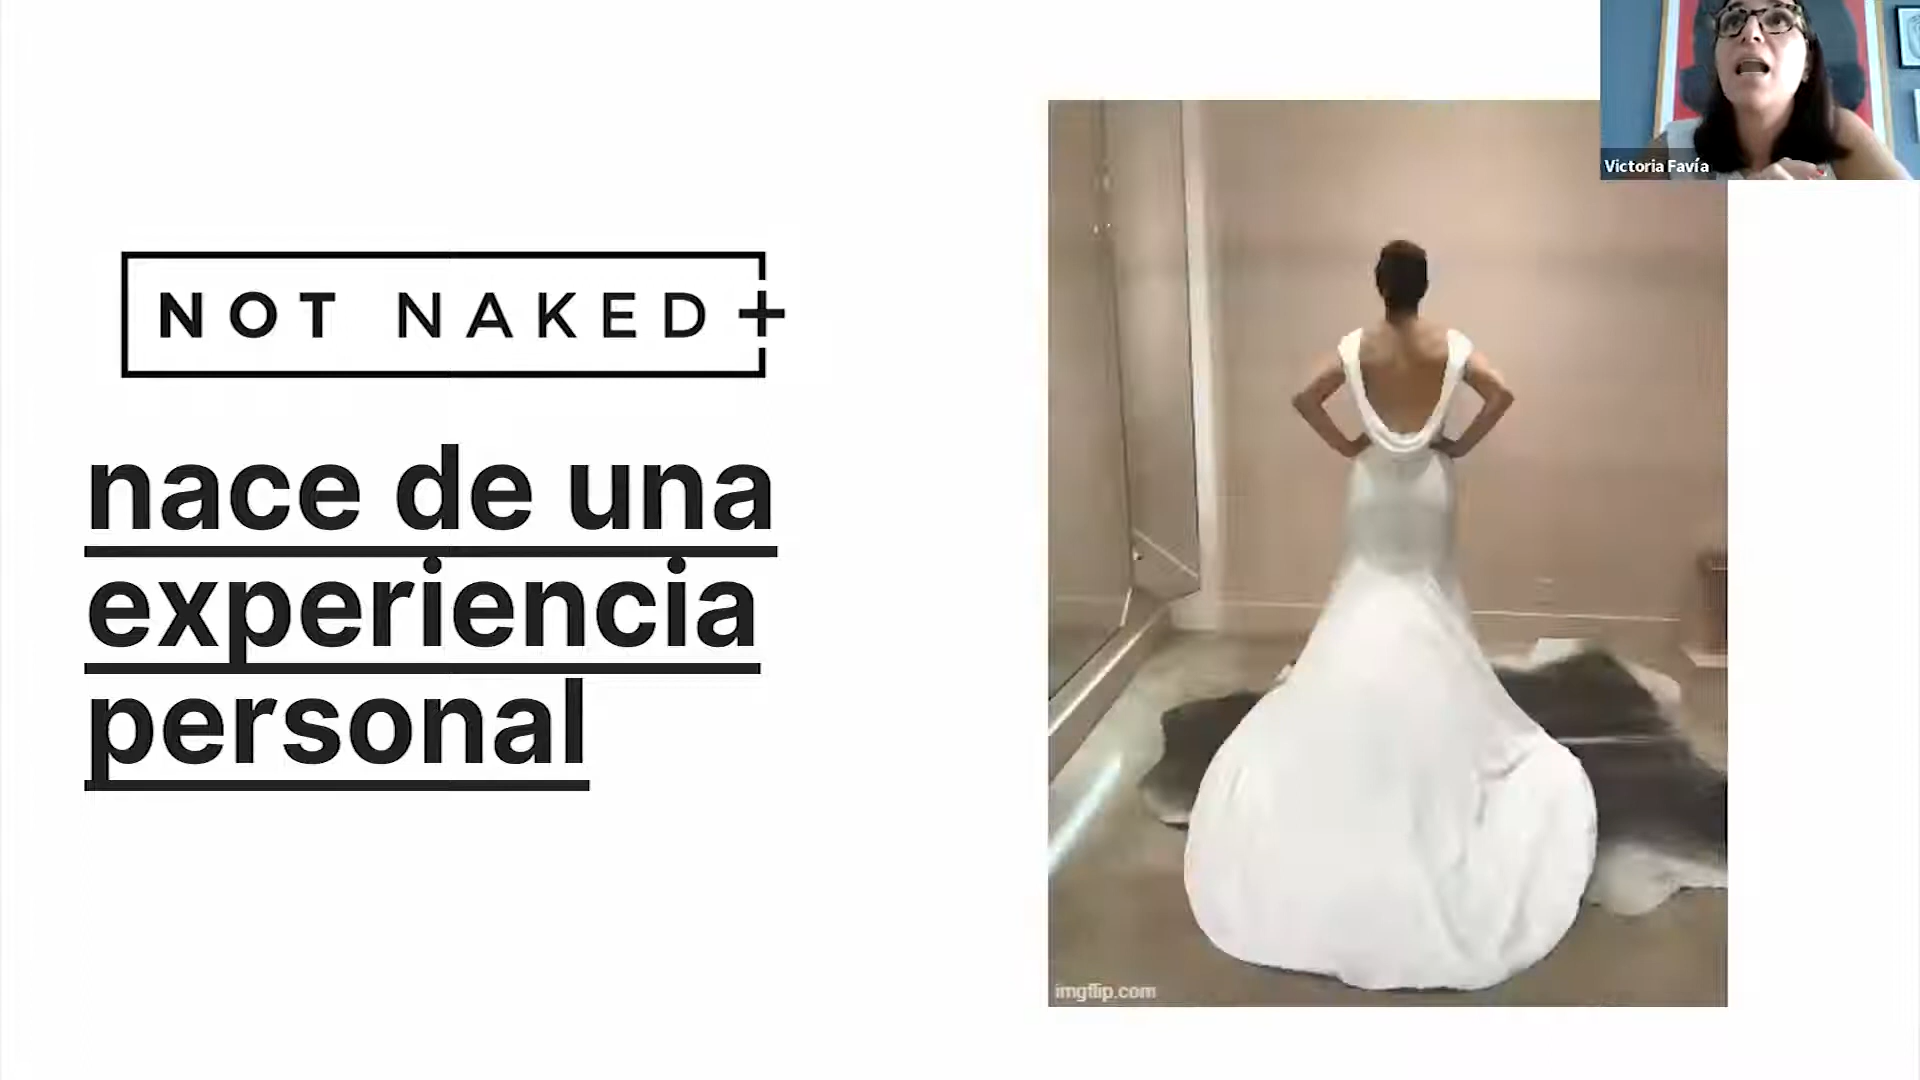 Victoria Favía
NOT NAKED+
nace de una
experiencia
personal
imgflip.com